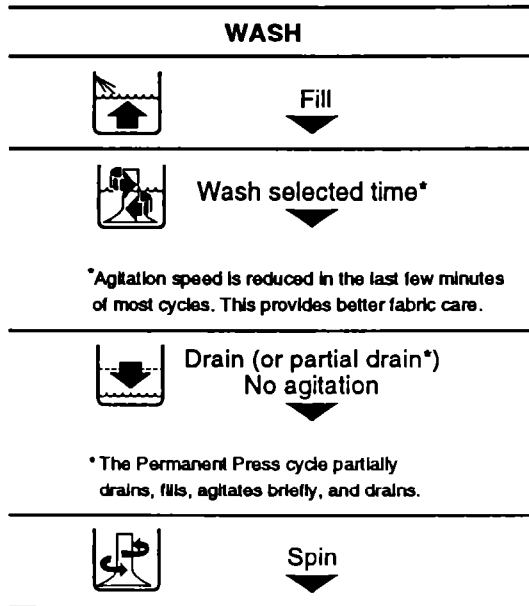 WASH
Fill
Wash selected time*
*Agitation speed is reduced in the last few minutes
of most cycles. This provides better fabric care.
Drain (or partial drain*)
No agitation
* The Permanent Press cycle partially
drains, fills, agitates briefly, and drains.
Spin